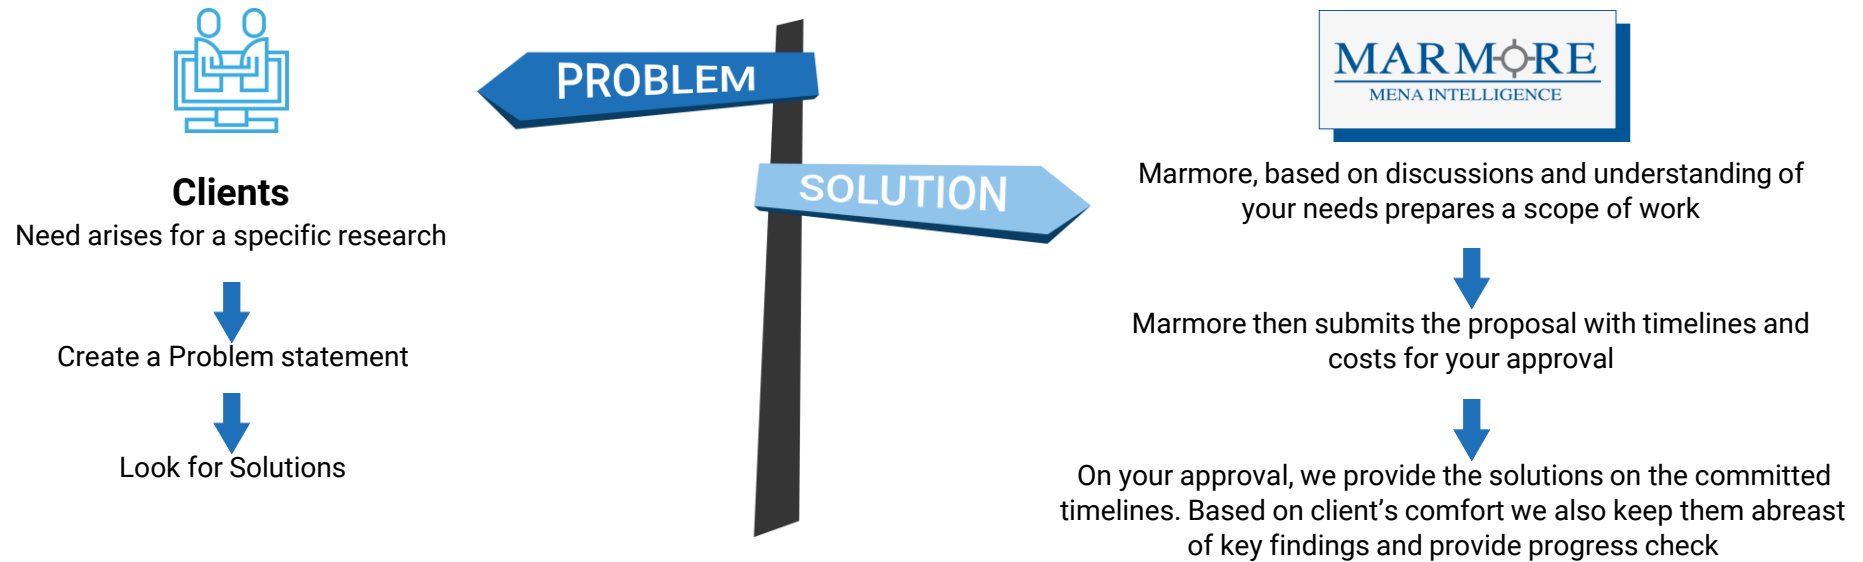 Clients
Need arises for a specific research
Create a Problem statement
Look for Solutions
PROBLEM
SOLUTION
MARMORE
MENA INTELLIGENCE
Marmore, based on discussions and understanding of
your needs prepares a scope of work
Marmore then submits the proposal with timelines and
costs for your approval
On your approval, we provide the solutions on the committed
timelines. Based on client’s comfort we also keep them abreast
of key findings and provide progress check